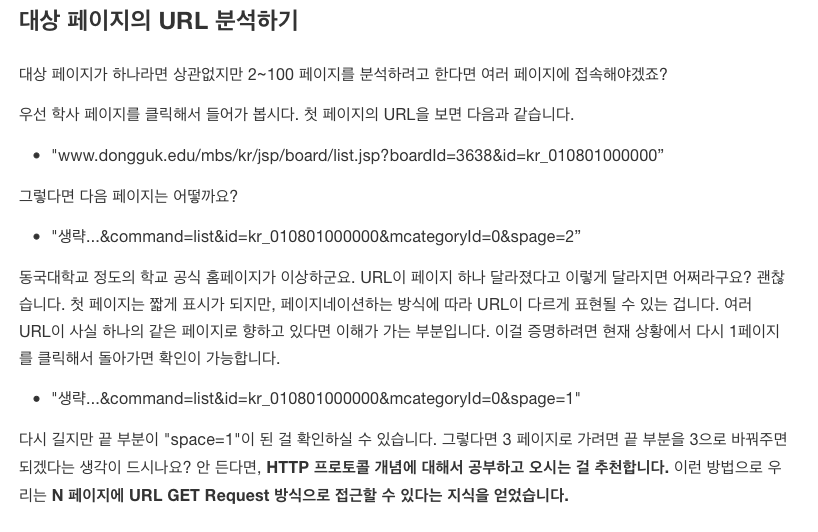 대상 페이지의 URL 분석하기
대상 페이지가 하나라면 상관없지만 2~100 페이지를 분석하려고 한다면 여러 페이지에 접속해야겠죠?
우선 학사 페이지를 클릭해서 들어가 봅시다. 첫 페이지의 URL을 보면 다음과 같습니다.
• "www.dongguk.edu/mbs/kr/jsp/board/list.jsp?boardId=3638&id=kr_010801000000”
그렇다면 다음 페이지는 어떨까요?
• "생략...&command=list&id=kr_010801000000&mcategoryId=0&spage=2”
동국대학교 정도의 학교 공식 홈페이지가 이상하군요. URL이 페이지 하나 달라졌다고 이렇게 달라지면 어쩌라구요? 괜찮
습니다. 첫 페이지는 짧게 표시가 되지만, 페이지네이션하는 방식에 따라 URL이 다르게 표현될 수 있는 겁니다. 여러
URL이 사실 하나의 같은 페이지로 향하고 있다면 이해가 가는 부분입니다. 이걸 증명하려면 현재 상황에서 다시 1페이지
를 클릭해서 돌아가면 확인이 가능합니다.
• "생략...&command=list&id=kr_010801000000&mcategoryId=0&spage=1"
다시 길지만 끝 부분이 "space=1"이 된 걸 확인하실 수 있습니다. 그렇다면 3 페이지로 가려면 끝 부분을 3으로 바꿔주면
되겠다는 생각이 드시나요? 안 든다면, HTTP 프로토콜 개념에 대해서 공부하고 오시는 걸 추천합니다. 이런 방법으로 우
리는 N 페이지에 URL GET Request 방식으로 접근할 수 있다는 지식을 얻었습니다.